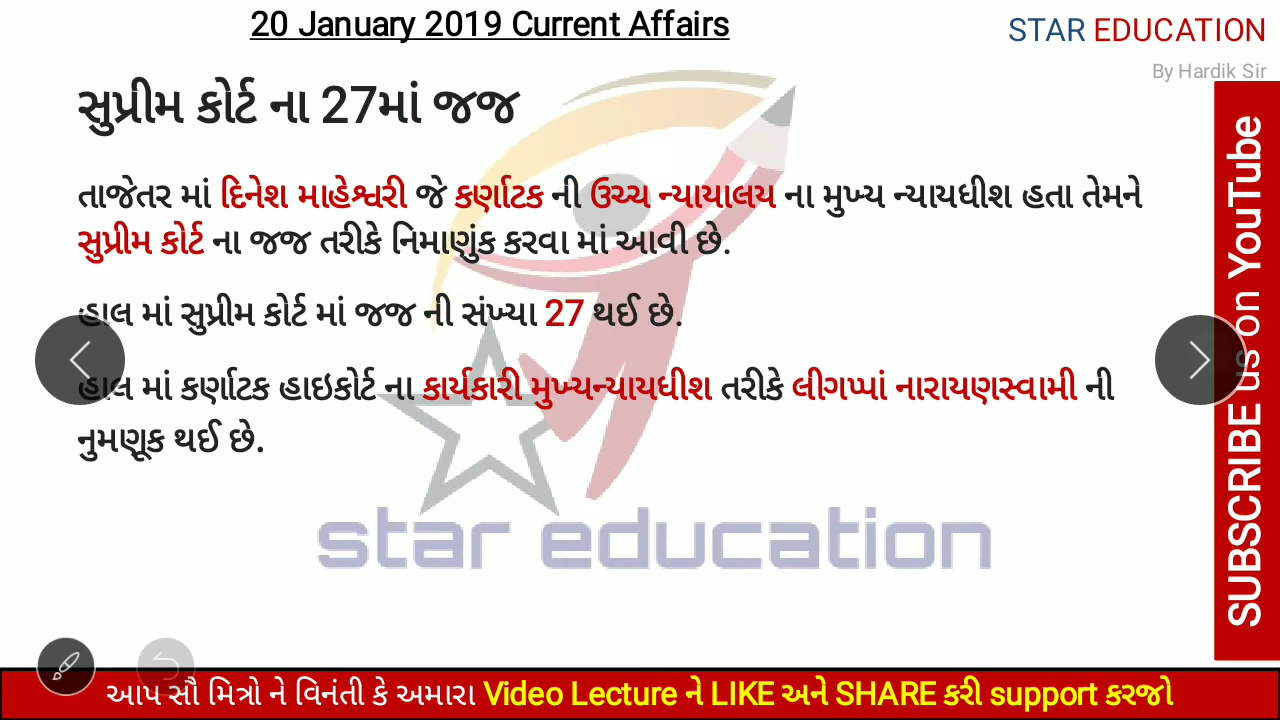 20 January 2019 Current Affairs
STAR EDUCATION
By Hardik Sir
સુપ્રીમ કોર્ટ ના 27માં જજ
તાજેતર માં દિનેશ માહેશ્વરી જે કર્ણાટક ની ઉચ્ચ ન્યાયાલય ના મુખ્ય ન્યાયધીશ હતા તેમને
સુપ્રીમ કોર્ટ ના જજ તરીકે નિમાણુંક કરવા માં આવી છે.
હાલ માં સુપ્રીમ કોર્ટ માં જજ ની સંખ્યા 27 થઈ છે.
હાલ માં કર્ણાટક હાઇકોર્ટ ના કાર્યકારી મુખ્યન્યાયધીશ તરીકે લીગપ્પાં નારાયણસ્વામી ની
નુમણૂક થઈ છે.
star education
SUBSCRIBE us on YouTube
આપ સૌ મિત્રો ને વિનંતી કે અમારા Video Lecture ને LIKE અને SHARE કરી support કરજો